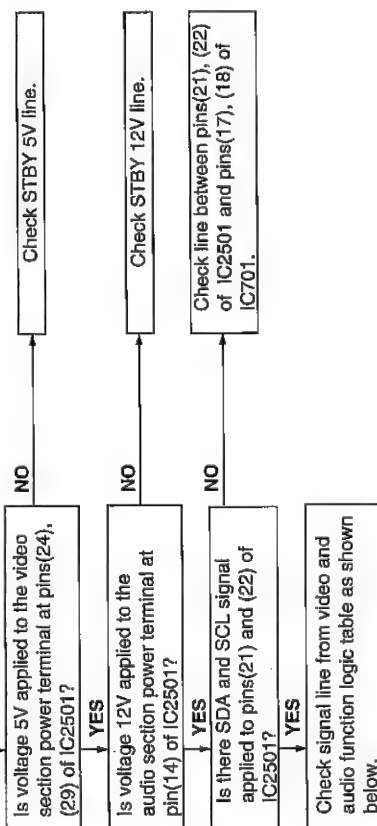 Is voltage 5V applied to the video
section power terminal at pins(24),
(29) of IC2501?
NO
Check STBY 5V line.
YES
Is voltage 12V applied to the
audio section power terminal at
pin(14) of IC2501?
NO
Check STBY 12V line.
YES
Is there SDA and SCL signal
applied to pins(21) and (22) of
IC2501?
NO
Check line between pins(21), (22)
of IC2501 and pins(17), (18) of
IC701.
YES
Check signal line from video and
audio function logic table as shown
below.